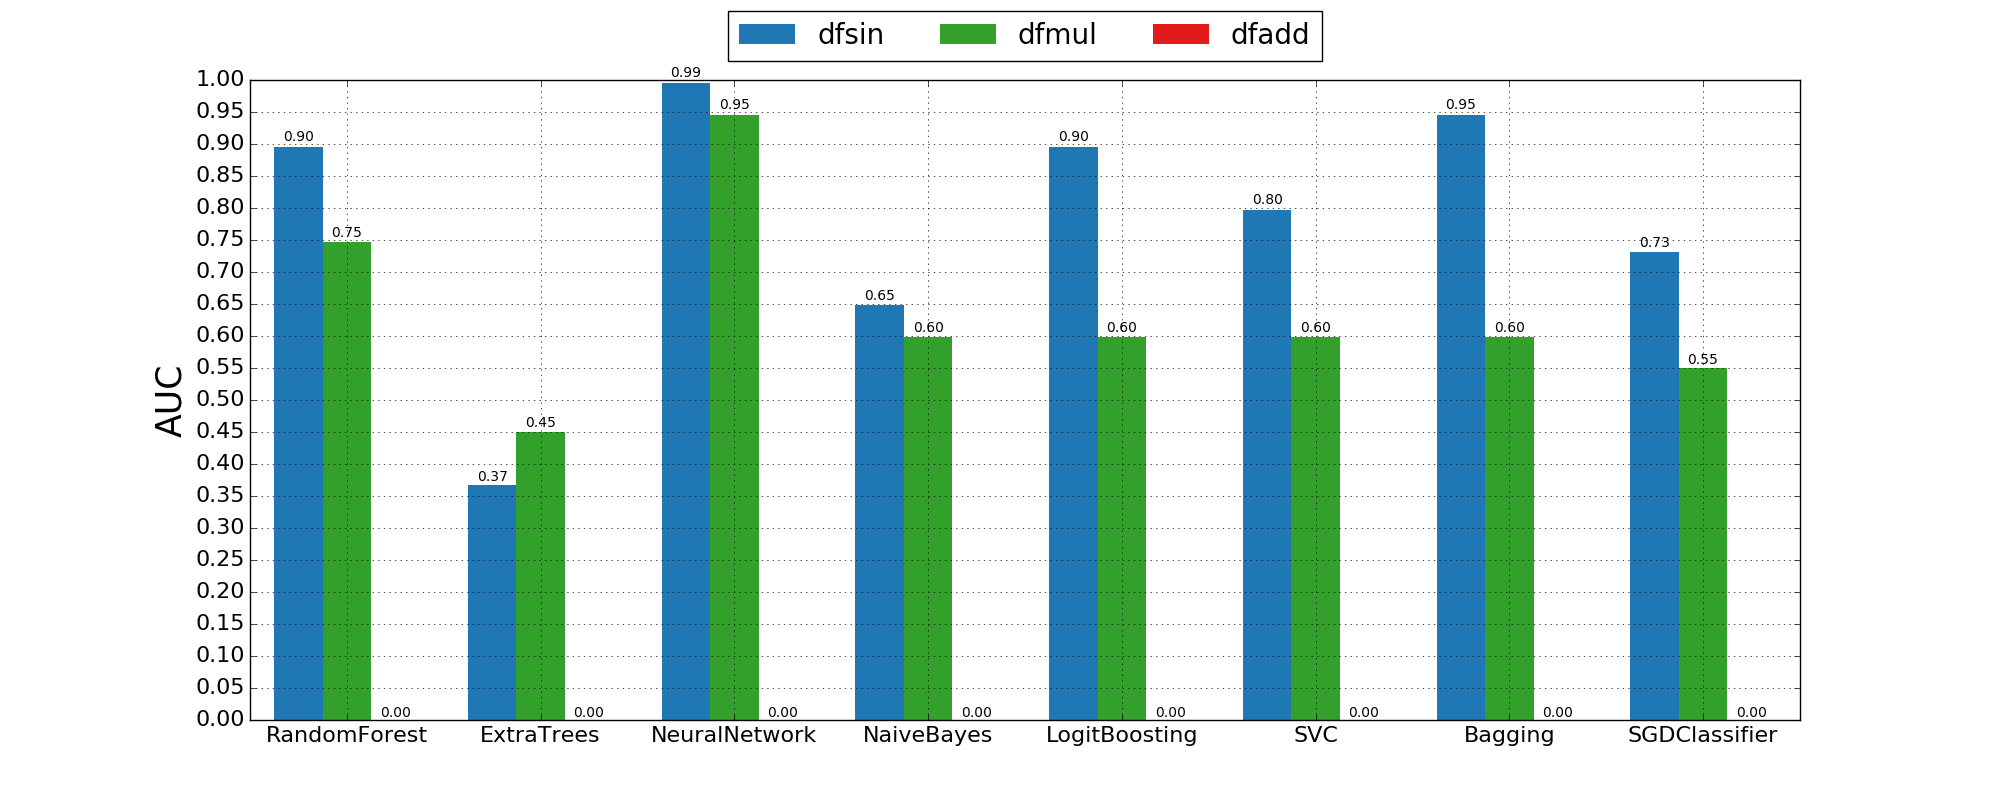 dfsin dfmul dfadd
AUC
1.00
0.95
0.90
0.85
0.80
0.75
0.70
0.65
0.60
0.55
0.50
0.45
0.40
0.35
0.30
0.25
0.20
0.15
0.10
0.05
0.00
0.90 0.75 0.00
0.37 0.45 0.00
0.99 0.95 0.00
0.65 0.60 0.00
0.90 0.60 0.00
0.80 0.60 0.00
0.95 0.60 0.00
0.73 0.55 0.00
RandomForest ExtraTrees NeuralNetwork NaiveBayes LogitBoosting SVC Bagging SGDClassifier